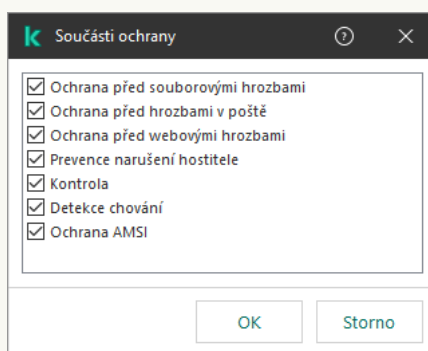 Součásti ochrany
Ochrana před souborovými hrozbami
Ochrana před hrozbami v poště
Ochrana před webovými hrozbami
Prevence narušení hostitele
Kontrola
Detekce chování
Ochrana AMSI
OK Storno